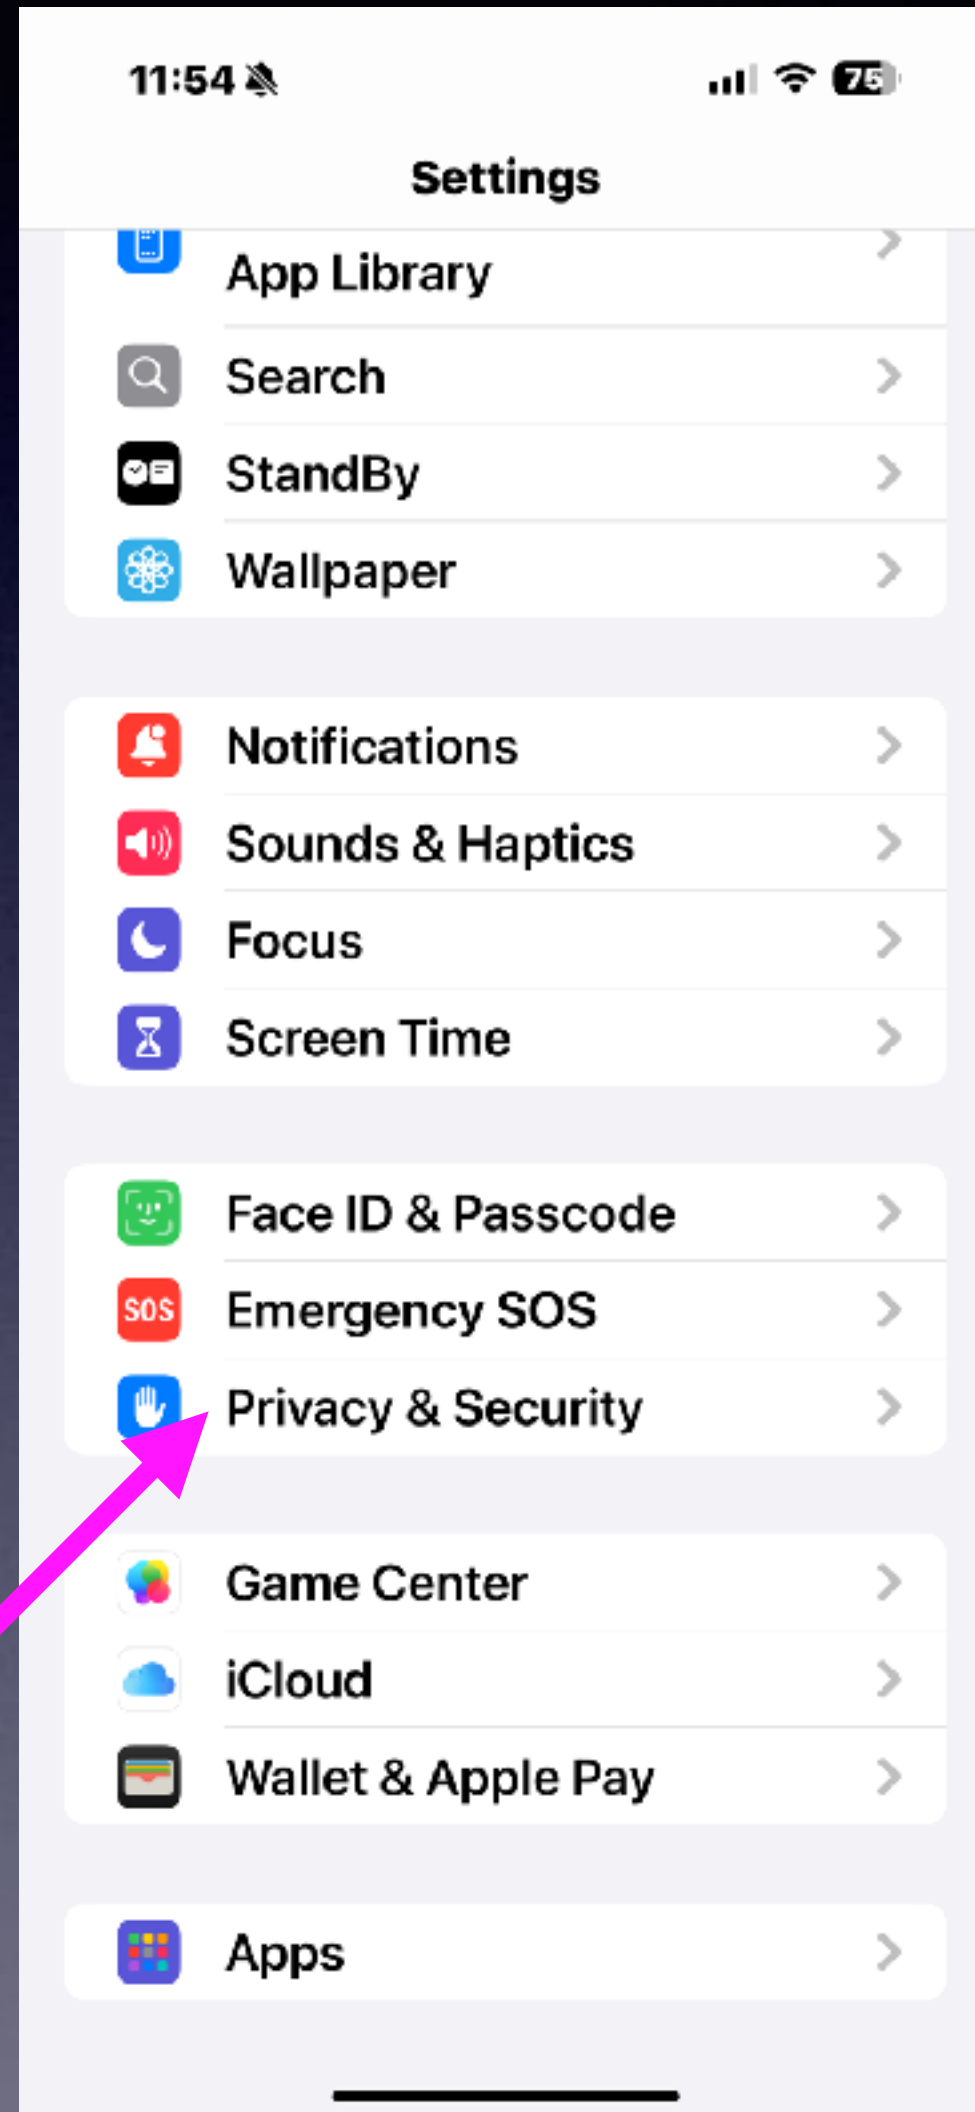 11:54
75
Settings
App Library
Search
StandBy
Wallpaper
Notifications
Sounds & Haptics
Focus
Screen Time
Face ID & Passcode
SOS Emergency SOS
Privacy & Security
Game Center
iCloud
Wallet & Apple Pay
Apps